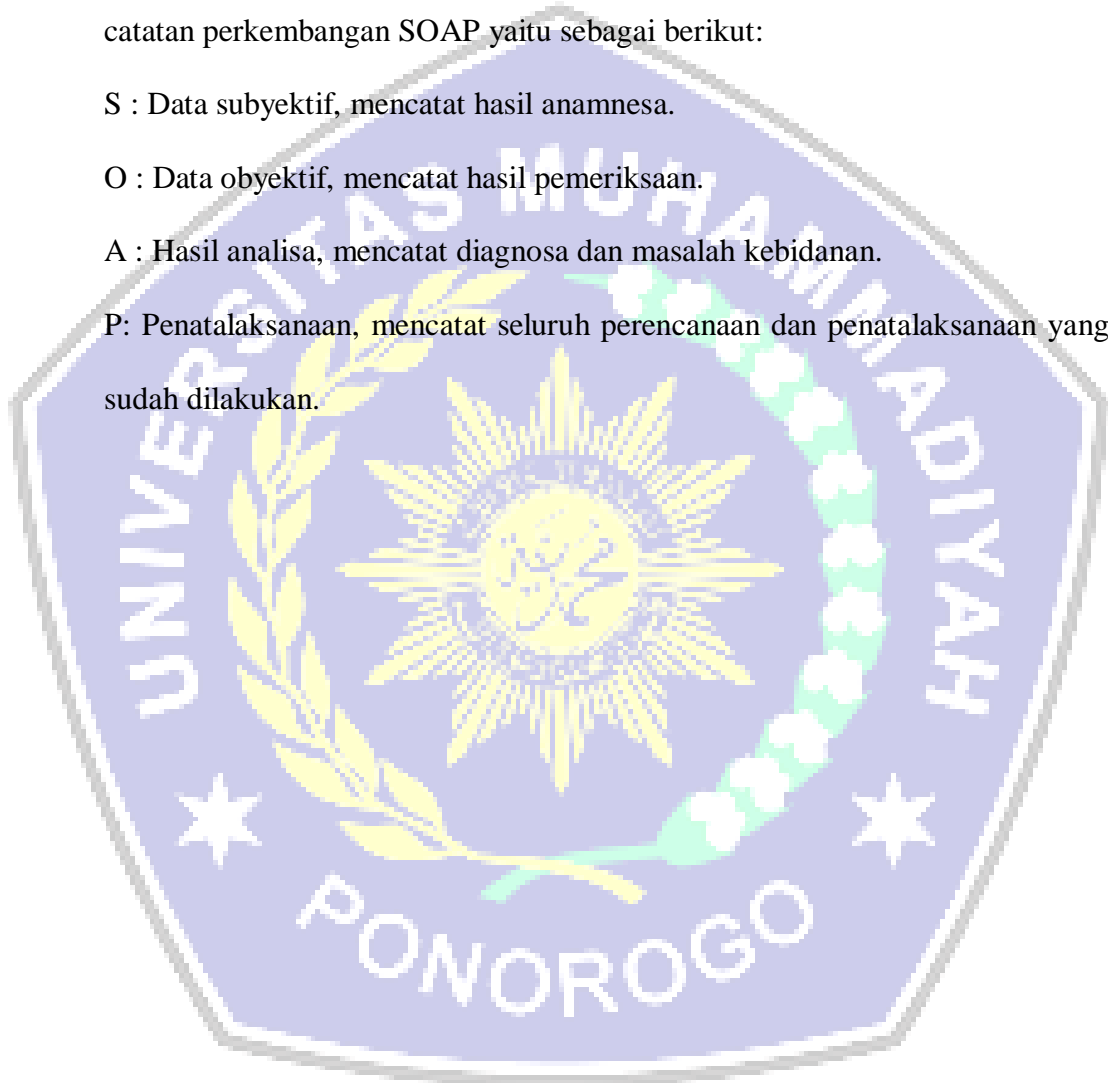 catatan perkembangan SOAP yaitu sebagai berikut:
S : Data subyektif, mencatat hasil anamnesa.
O : Data obyektif, mencatat hasil pemeriksaan.
A : Hasil analisa, mencatat diagnosa dan masalah kebidanan.
P: Penatalaksanaan, mencatat seluruh perencanaan dan penatalaksanaan yang
sudah dilakukan.
UNIVERSITAS MUHAMMADIYAH
PONOROGO